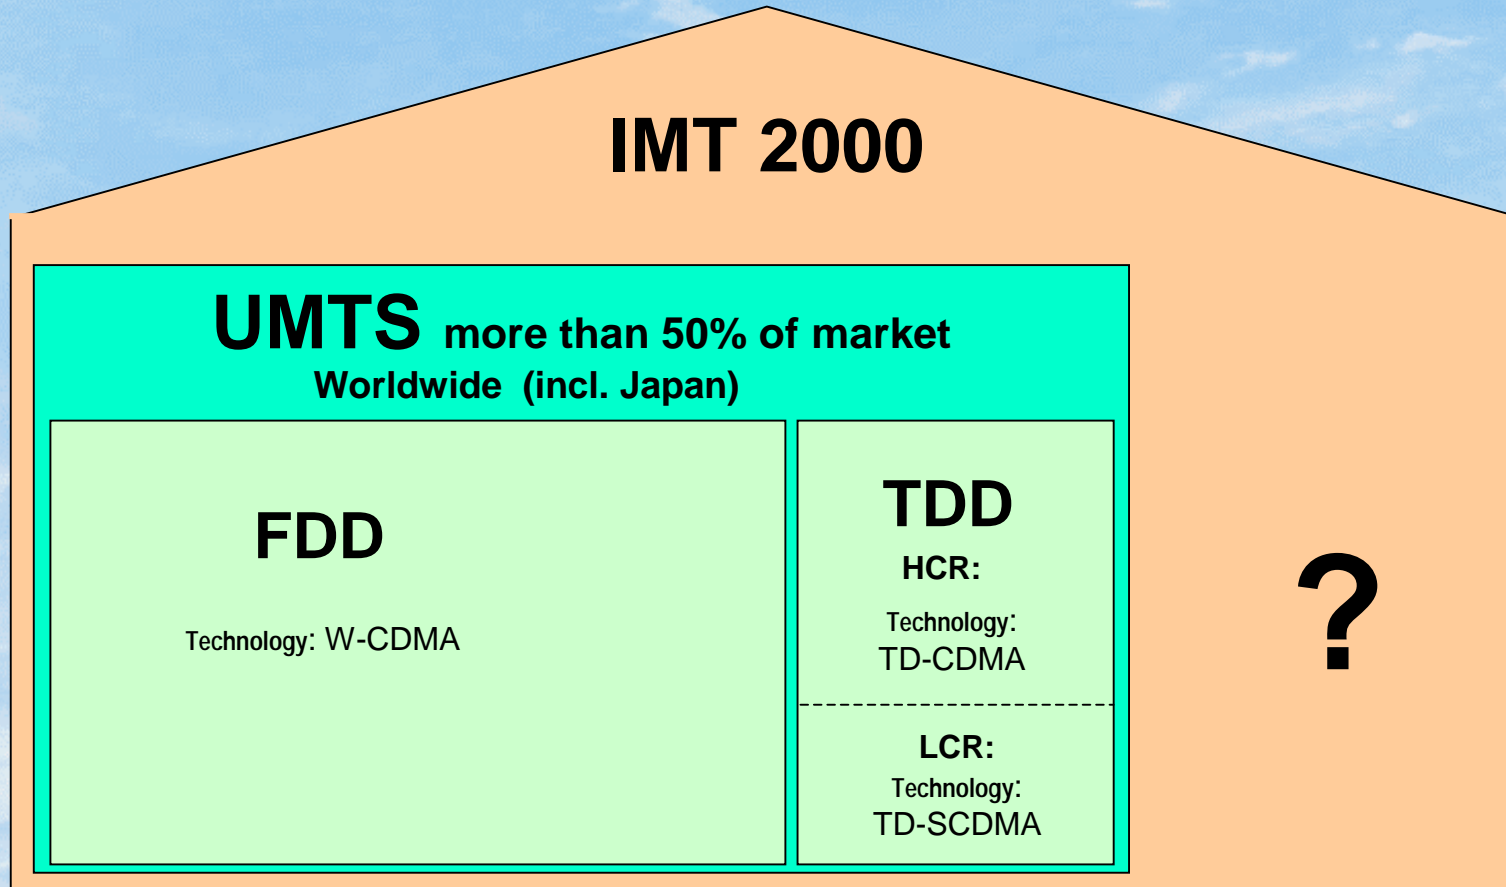 IMT 2000
UMTS more than 50% of market
Worldwide (incl. Japan)
FDD
Technology: W-CDMA
TDD
HCR:
Technology:
TD-CDMA
LCR:
Technology:
TD-SCDMA
?